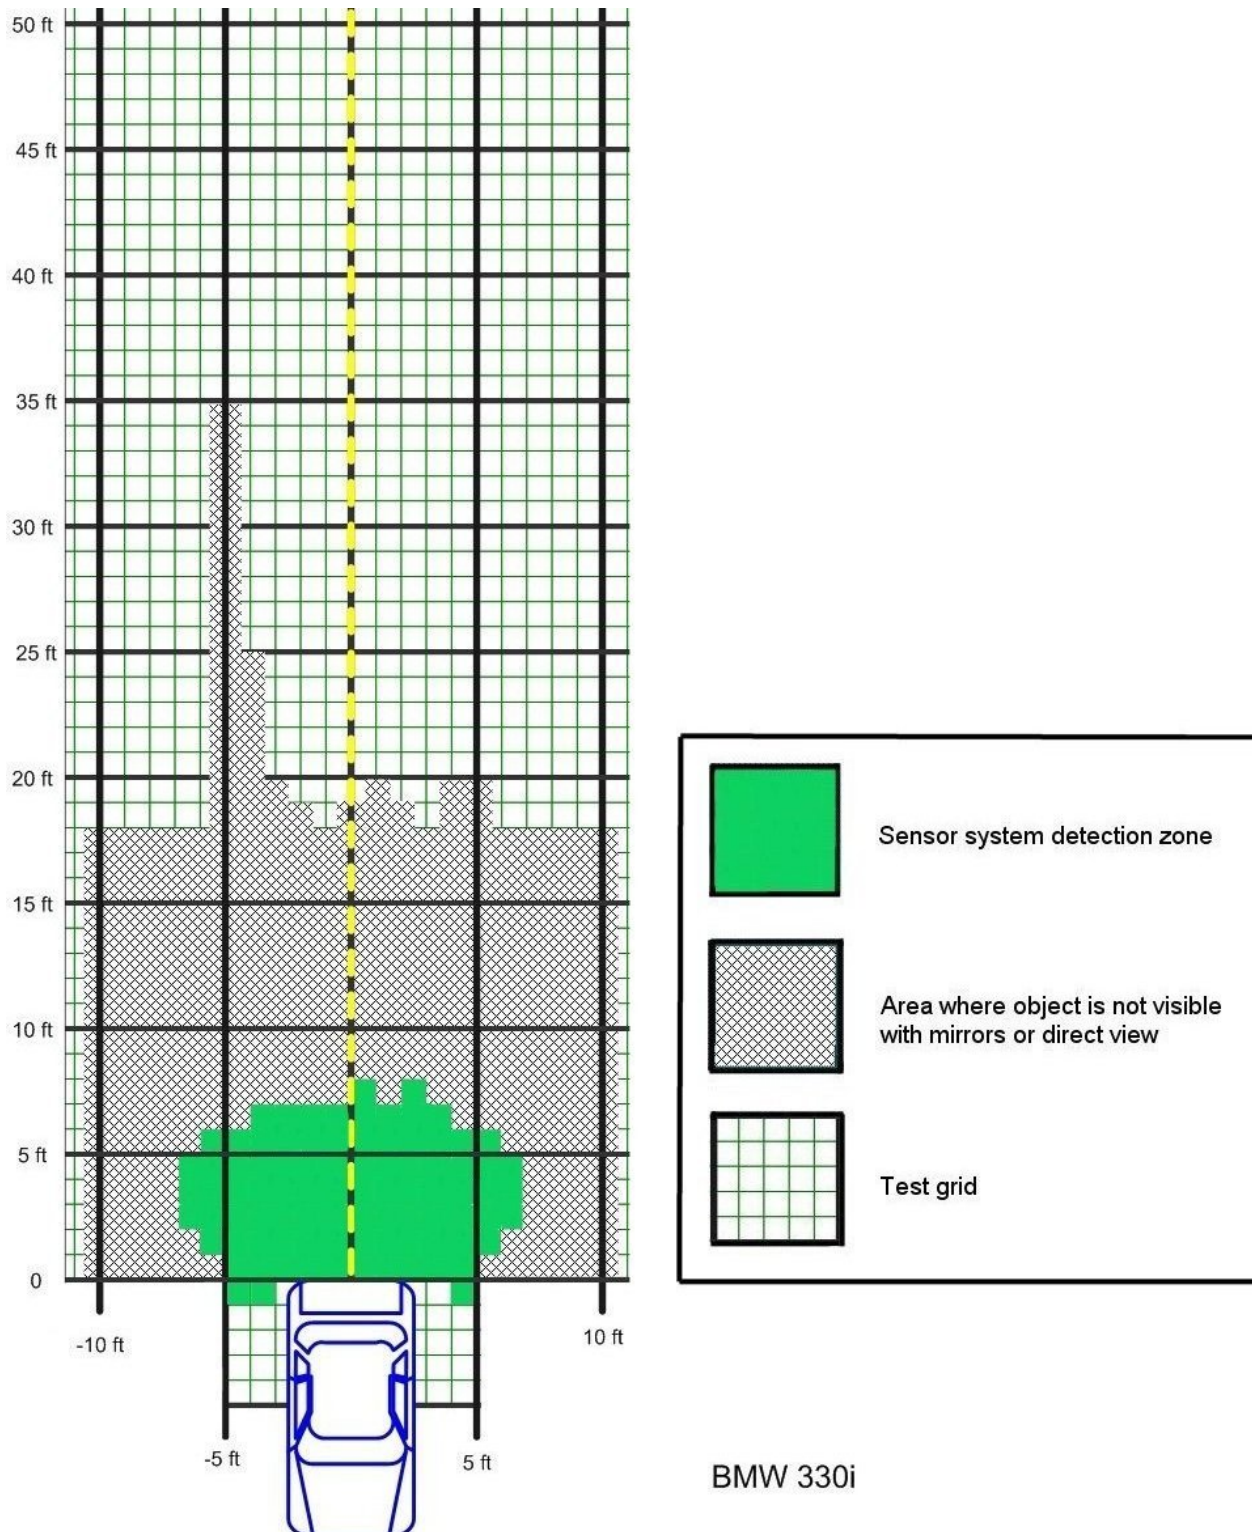 50 ft
45 ft
40 ft
35 ft
30 ft
25 ft
20 ft
15 ft
10 ft
5 ft
0
-10 ft
10 ft
-5 ft
5 ft
Sensor system detection zone
Area where object is not visible
with mirrors or direct view
Test grid
BMW 330i